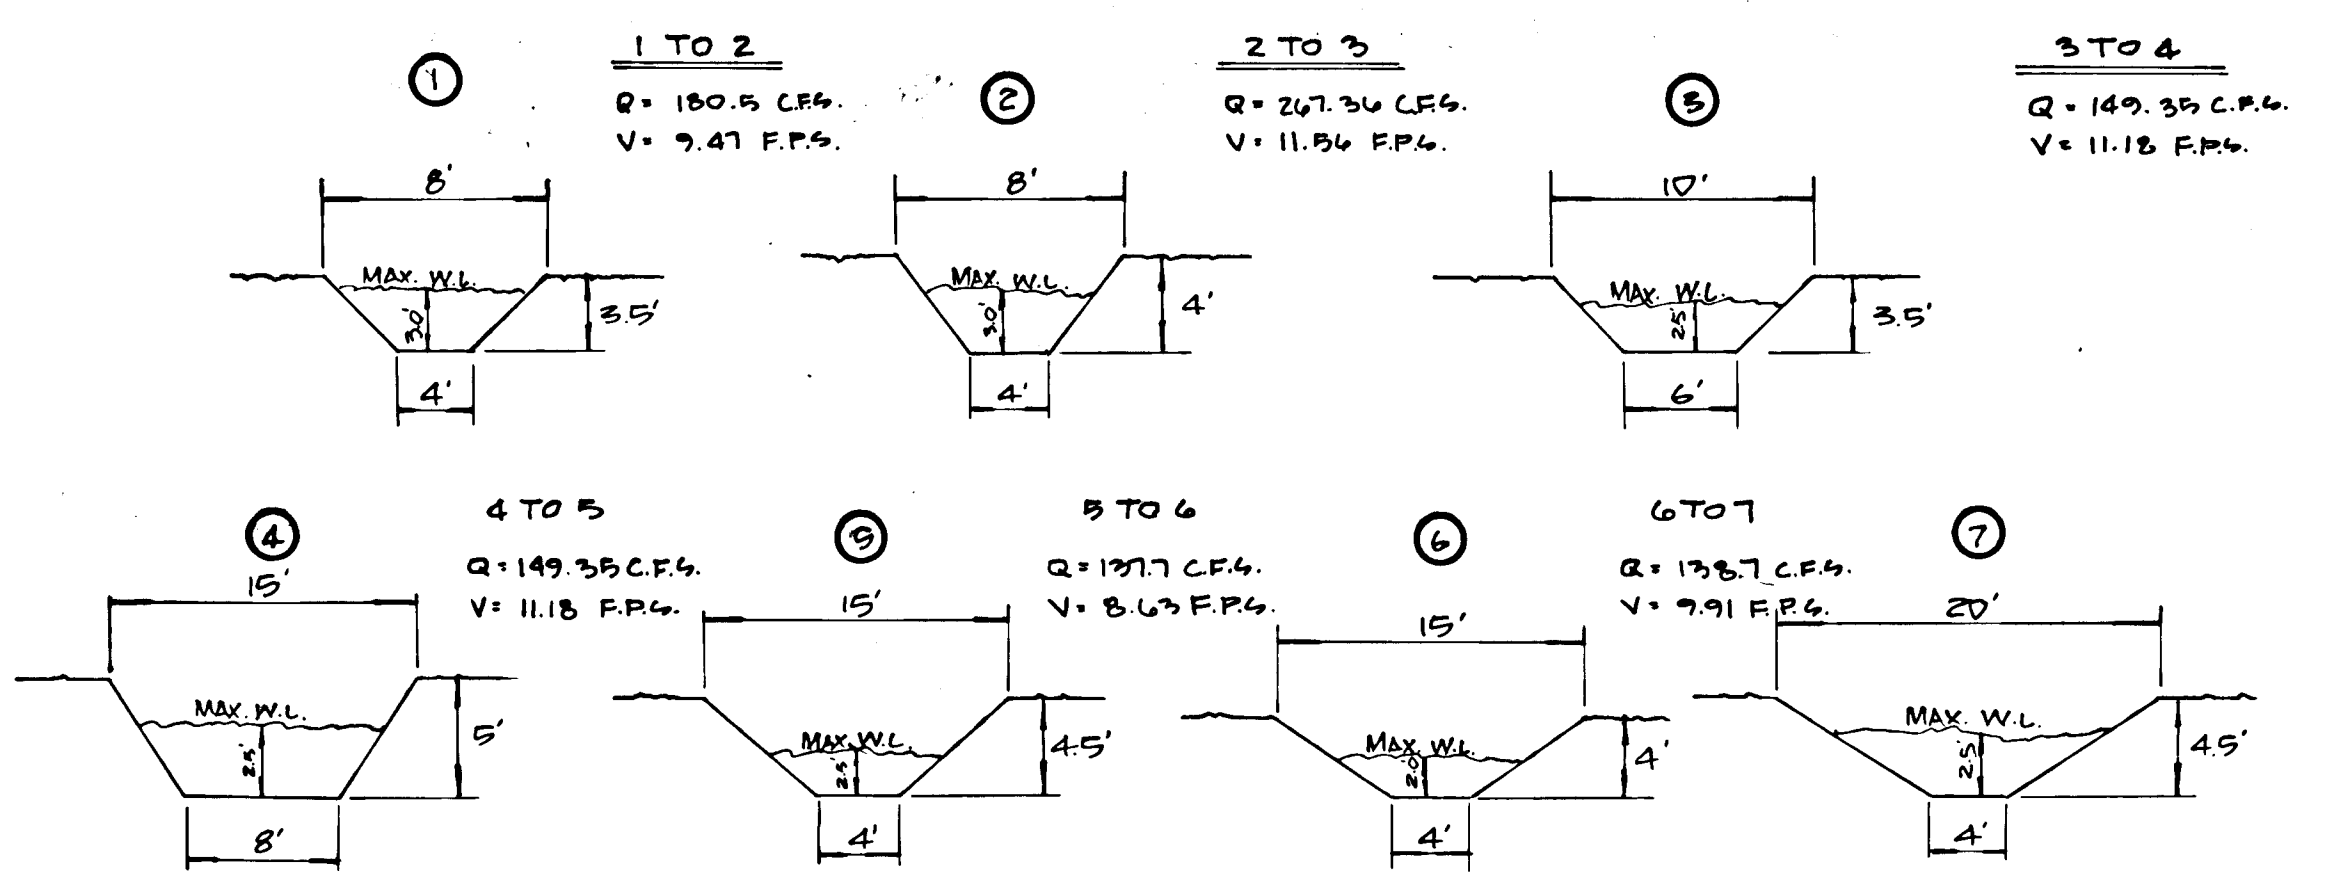 1
1 TO 2
Q= 180.5 C.F.S.
V= 9.47 F.P.S.
8'
MAX. W.L.
3.0'
3.5'
4'
2
2 TO 3
Q= 267.36 C.F.S.
V= 11.56 F.P.S.
8'
MAX. W.L.
3.0'
4'
4'
3
3 TO 4
Q= 149.35 C.F.S.
V= 11.18 F.P.S.
10'
MAX. W.L.
2.5'
3.5'
6'
4
4 TO 5
Q= 149.35 C.F.S.
V= 11.18 F.P.S.
15'
MAX. W.L.
2.5'
5'
8'
5
5 TO 6
Q= 137.7 C.F.S.
V= 8.63 F.P.S.
15'
MAX. W.L.
2.5'
4.5'
4'
6
6 TO 7
Q= 138.7 C.F.S.
V= 9.91 F.P.S.
15'
MAX. W.L.
2.0'
4'
4'
7
20'
MAX. W.L.
2.5'
4.5'
4'